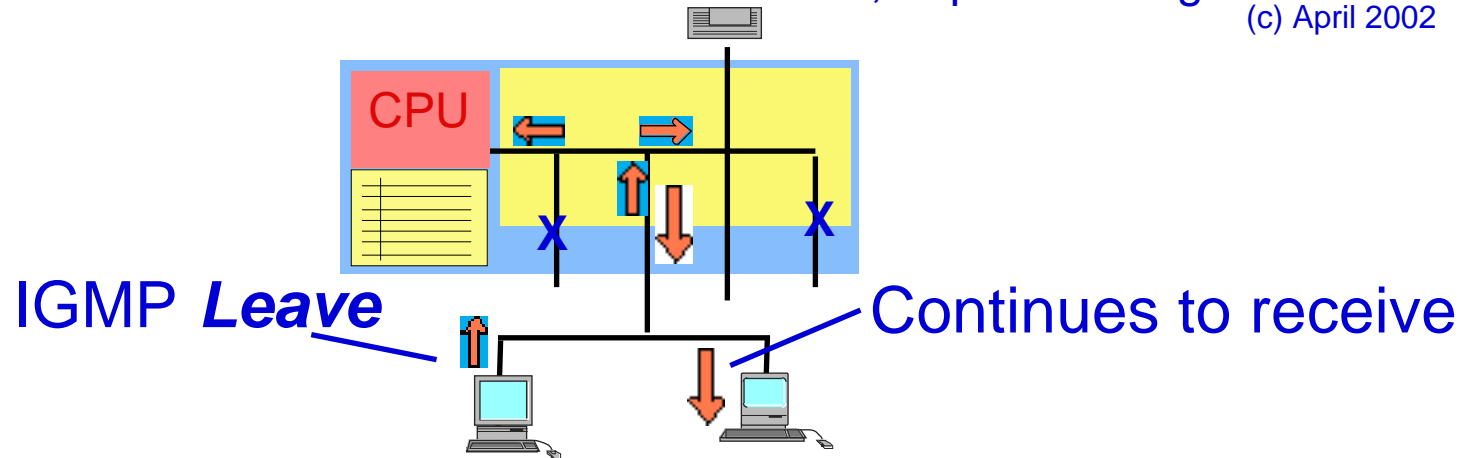 (c) April 2002
CPU
X
X
IGMP Leave
Continues to receive